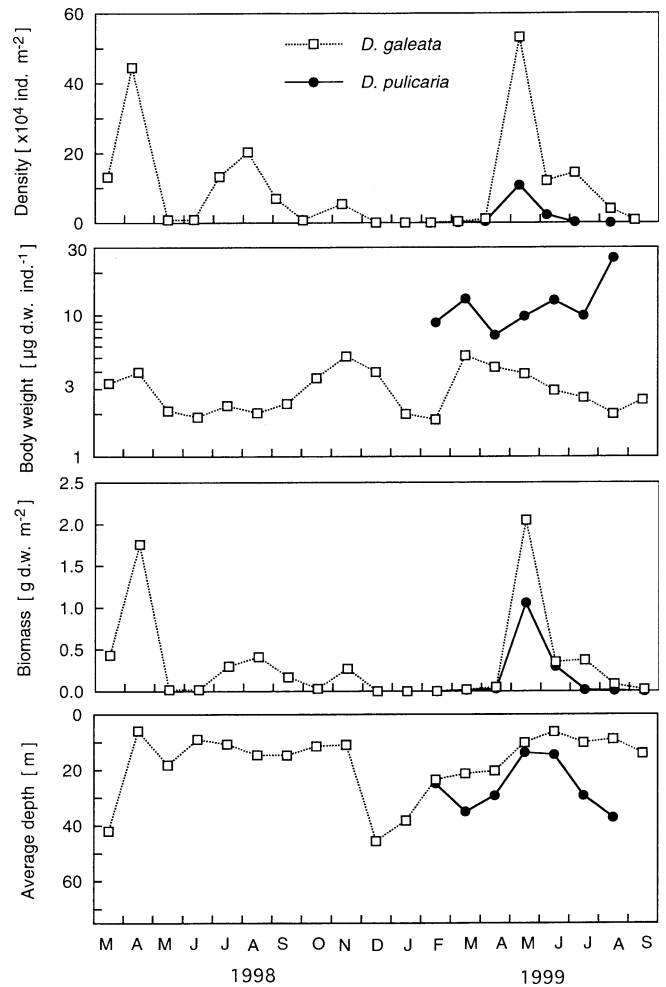 60
40
20
0
Density [ x10⁴ ind. m⁻² ]
D. galeata
D. pulicaria
30
10
3
1
Body weight [ µg d.w. ind.⁻¹ ]
2.5
2.0
1.5
1.0
0.5
0.0
Biomass [ g d.w. m⁻² ]
0
20
40
60
Average depth [ m ]
M A M J J A S O N D J F M A M J J A S
1998 1999